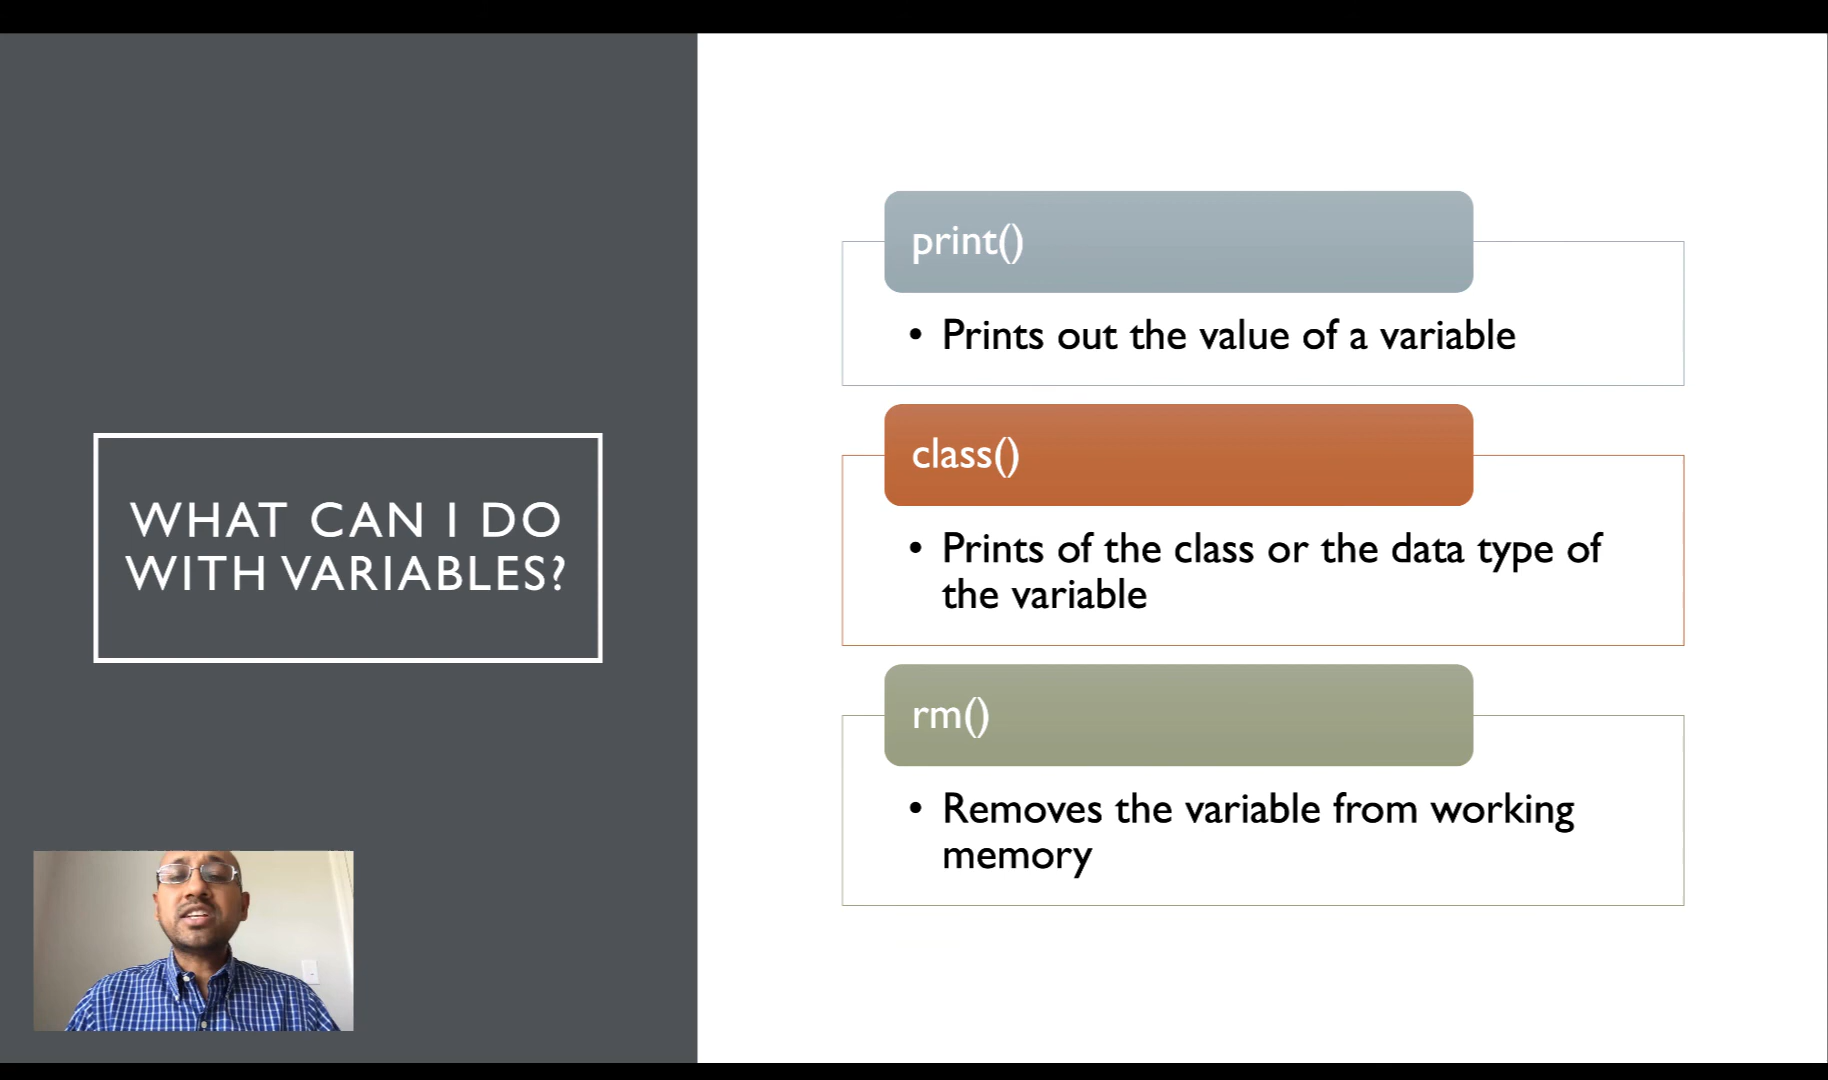 WHAT CAN I DO
WITH VARIABLES?
print()
• Prints out the value of a variable
class()
• Prints of the class or the data type of
the variable
rm()
• Removes the variable from working
memory